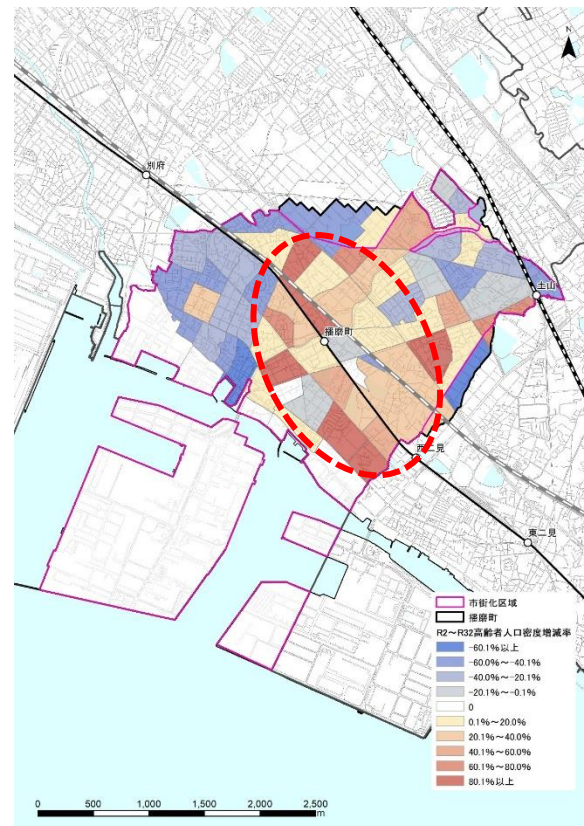 N
別府
土山
播磨町
西二見
東二見
市街化区域
播磨町
R2～R32高齢者人口密度増減率
-60.1%以上
-60.0%～-40.1%
-40.0%～-20.1%
-20.1%～-0.1%
0
0.1%～20.0%
20.1%～40.0%
40.1%～60.0%
60.1%～80.0%
80.1%以上
0 500 1,000 1,500 2,000 2,500
m